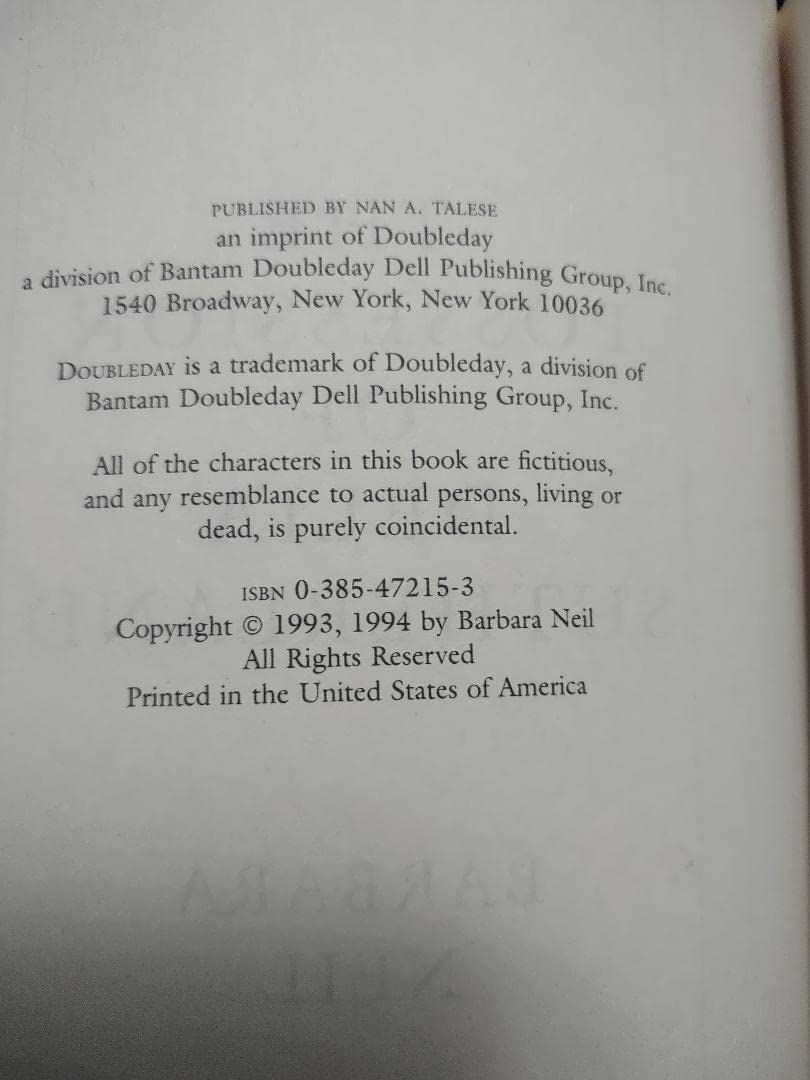 PUBLISHED BY NAN A. TALESE
an imprint of Doubleday
a division of Bantam Doubleday Dell Publishing Group, Inc.
1540 Broadway, New York, New York 10036
DOUBLEDAY is a trademark of Doubleday, a division of
Bantam Doubleday Dell Publishing Group, Inc.
All of the characters in this book are fictitious,
and any resemblance to actual persons, living or
dead, is purely coincidental.
ISBN 0-385-47215-3
Copyright © 1993, 1994 by Barbara Neil
All Rights Reserved
Printed in the United States of America
BARBARA
NEIL